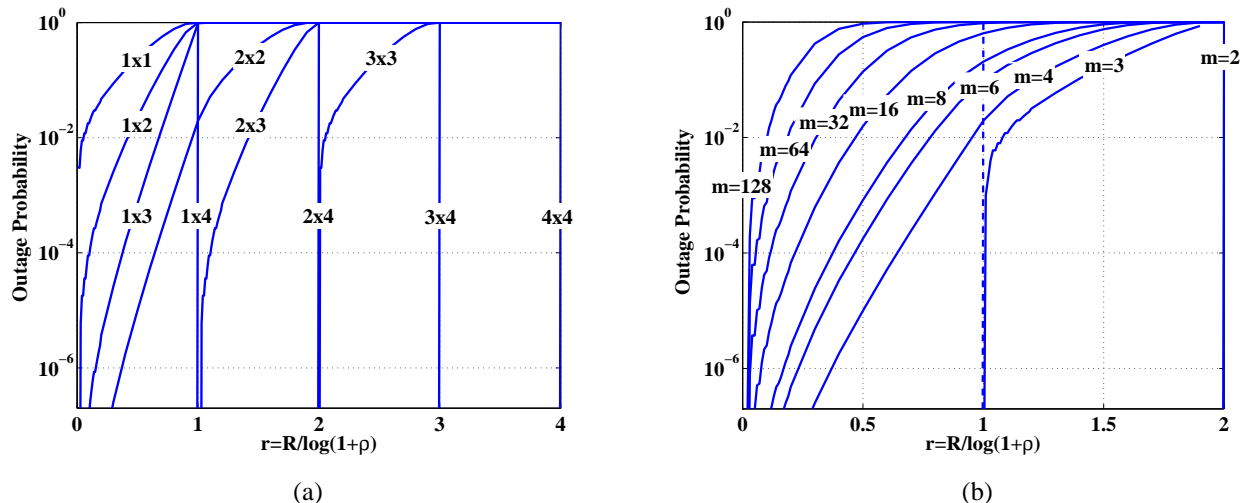 10^0
10^-2
10^-4
10^-6
Outage Probability
1x1
2x2
3x3
1x2
2x3
1x3
1x4
2x4
3x4
4x4
0
1
2
3
4
r=R/log(1+ρ)
(a)
10^0
10^-2
10^-4
10^-6
Outage Probability
m=2
m=3
m=4
m=6
m=8
m=16
m=32
m=64
m=128
0
0.5
1
1.5
2
r=R/log(1+ρ)
(b)